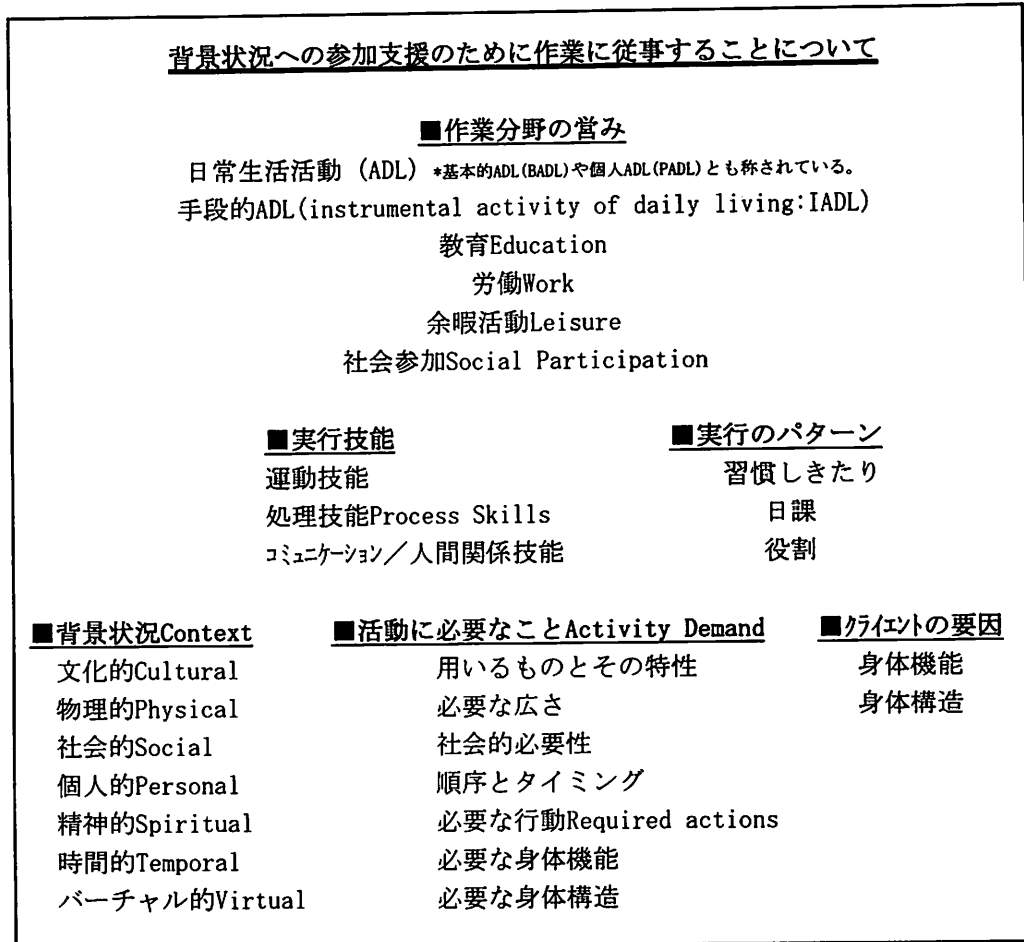 背景状況への参加支援のために作業に従事することについて
■作業分野の営み
日常生活活動 (ADL) *基本的ADL(BADL)や個人ADL(PADL)とも称されている。
手段的ADL(instrumental activity of daily living:IADL)
教育Education
労働Work
余暇活動Leisure
社会参加Social Participation
■実行技能
運動技能
処理技能Process Skills
コミュニケーション／人間関係技能
■実行のパターン
習慣しきたり
日課
役割
■背景状況Context
文化的Cultural
物理的Physical
社会的Social
個人的Personal
精神的Spiritual
時間的Temporal
バーチャル的Virtual
■活動に必要なことActivity Demand
用いるものとその特性
必要な広さ
社会的必要性
順序とタイミング
必要な行動Required actions
必要な身体機能
必要な身体構造
■クライエントの要因
身体機能
身体構造